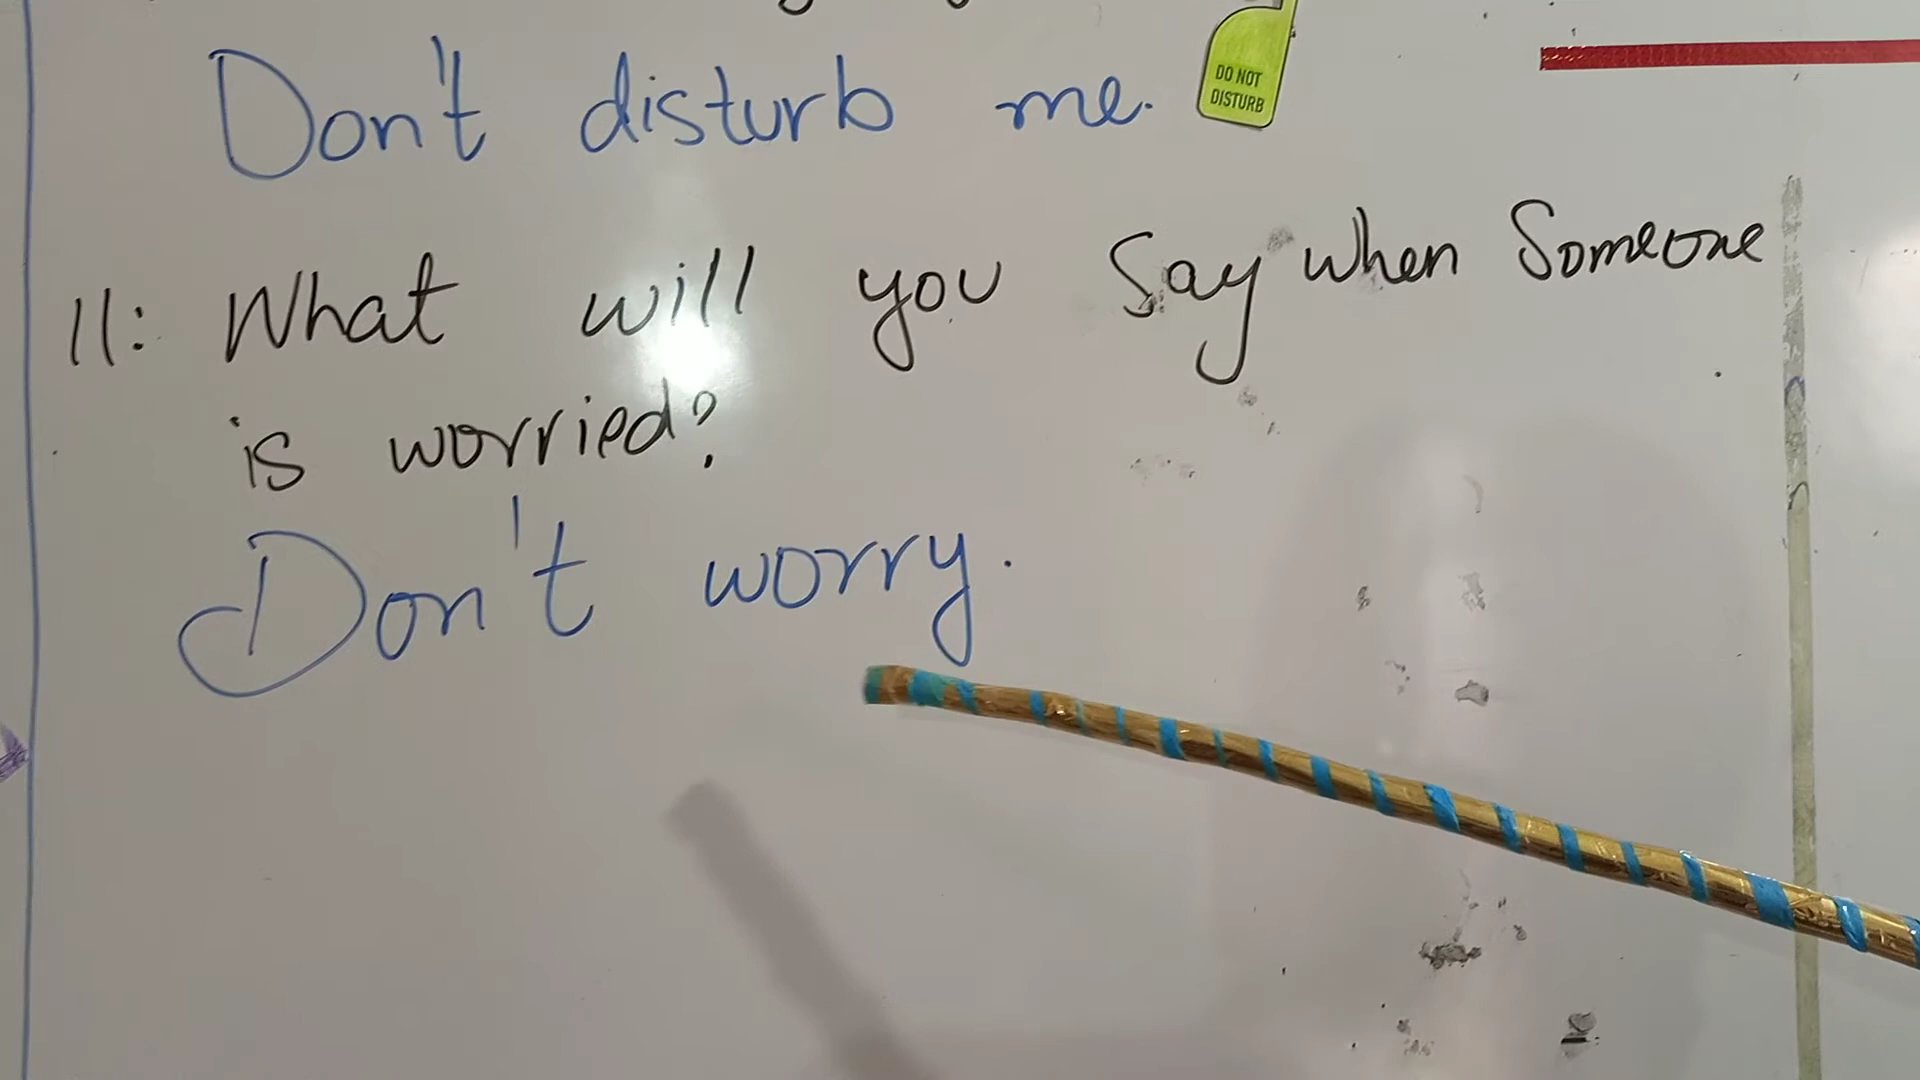 Don't disturb me.
DO NOT
DISTURB
11: What will you Say when Someone
is worried?
Don't worry.